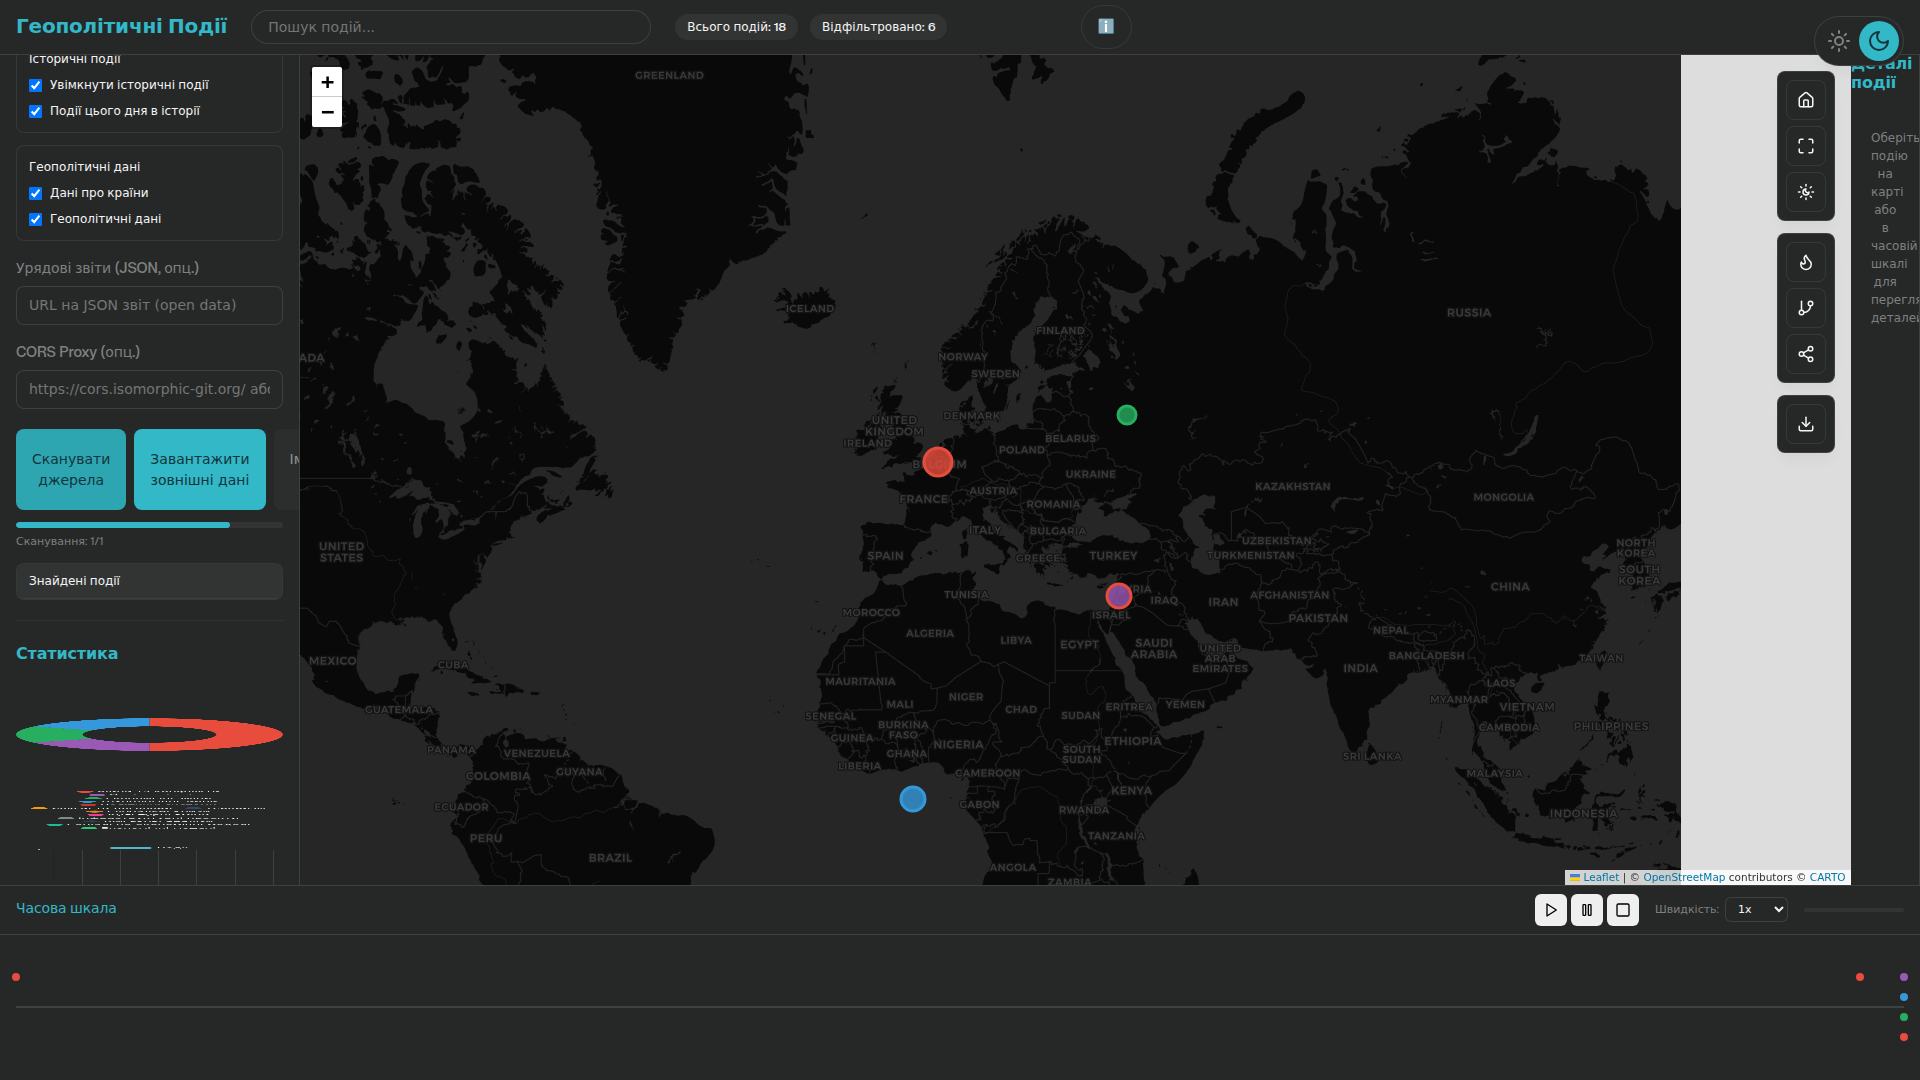 Геополітичні Події
Пошук подій...
Всього подій: 18
Відфільтровано: 6
Історичні події
Увімкнути історичні події
Події цього дня в історії
Геополітичні дані
Дані про країни
Геополітичні дані
Урядові звіти (JSON, опц.)
URL на JSON звіт (open data)
CORS Proxy (опц.)
https://cors.isomorphic-git.org/ або
Сканувати
джерела
Завантажити
зовнішні дані
Ім
Сканування: 1/1
Знайдені події
Статистика
+
−
GREENLAND
ICELAND
RUSSIA
FINLAND
NORWAY
SWEDEN
ADA
UNITED
KINGDOM
DENMARK
IRELAND
BELARUS
POLAND
UKRAINE
KAZAKHSTAN
MONGOLIA
FRANCE
AUSTRIA
ROMANIA
ITALY
BULGARIA
UZBEKISTAN
NORTH
KOREA
UNITED
STATES
SPAIN
GREECE
TURKEY
TURKMENISTAN
SOUTH
KOREA
CHINA
TUNISIA
RIA
IRAQ
IRAN
AFGHANISTAN
MOROCCO
ISRAEL
PAKISTAN
ALGERIA
LIBYA
EGYPT
SAUDI
ARABIA
NEPAL
UNITED
ARAB
EMIRATES
BANGLADESH
TAIWAN
MEXICO
CUBA
INDIA
MAURITANIA
LAOS
MALI
NIGER
MYANMAR
GUATEMALA
CHAD
ERITREA
YEMEN
VIETNAM
SENEGAL
SUDAN
BURKINA
FASO
CAMBODIA
PHILIPPINES
GUINEA
NIGERIA
ETHIOPIA
PANAMA
VENEZUELA
GHANA
SOUTH
SUDAN
SRI LANKA
LIBERIA
COLOMBIA
GUYANA
CAMEROON
MALAYSIA
KENYA
ECUADOR
GABON
RWANDA
INDONESIA
PERU
TANZANIA
BRAZIL
ANGOLA
ZAMBIA
Leaflet | © OpenStreetMap contributors © CARTO
Деталі
події
Оберіть
подію
на
карті
або
в
часовій
шкалі
для
перегля
деталей
Часова шкала
Швидкість:
1x